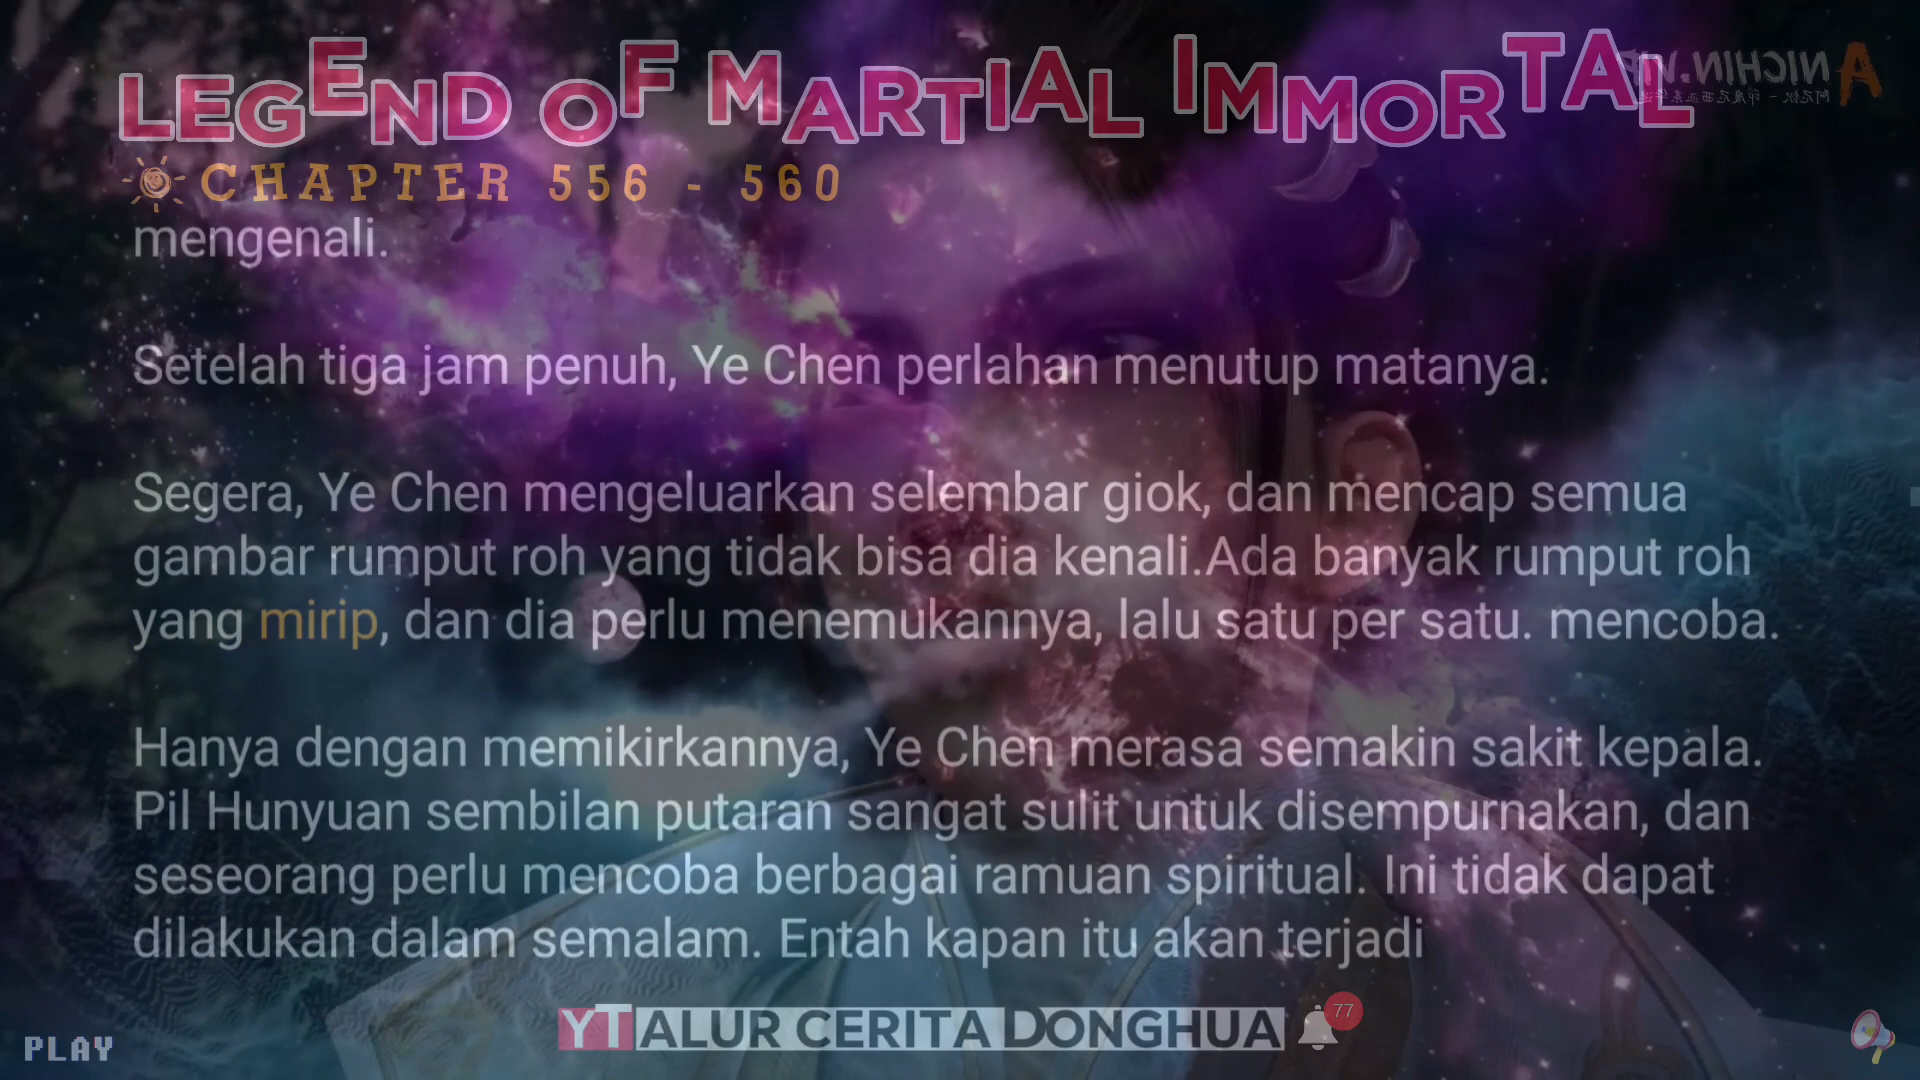 LEGEND OF MARTIAL IMMORTAL
CHAPTER 556 - 560
mengenali.
Setelah tiga jam penuh, Ye Chen perlahan menutup matanya.
Segera, Ye Chen mengeluarkan selembar giok, dan mencap semua
gambar rumput roh yang tidak bisa dia kenali.Ada banyak rumput roh
yang mirip, dan dia perlu menemukannya, lalu satu per satu. mencoba.
Hanya dengan memikirkannya, Ye Chen merasa semakin sakit kepala.
Pil Hunyuan sembilan putaran sangat sulit untuk disempurnakan, dan
seseorang perlu mencoba berbagai ramuan spiritual. Ini tidak dapat
dilakukan dalam semalam. Entah kapan itu akan terjadi
YT ALUR CERITA DONGHUA
77
PLAY